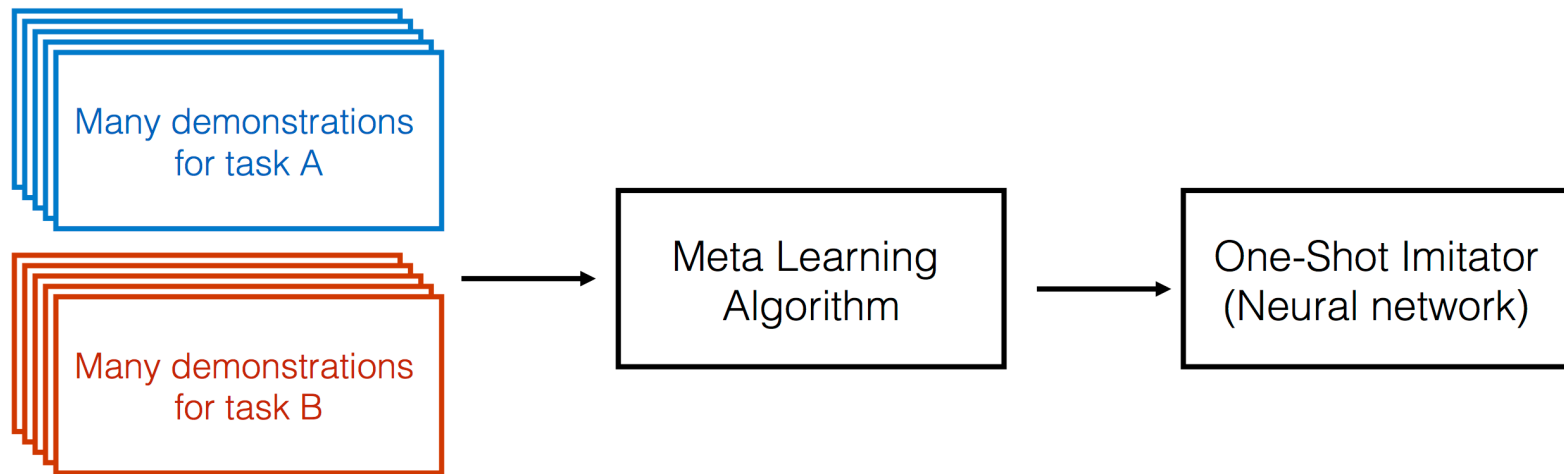 Many demonstrations
for task A
Many demonstrations
for task B
Meta Learning
Algorithm
One-Shot Imitator
(Neural network)